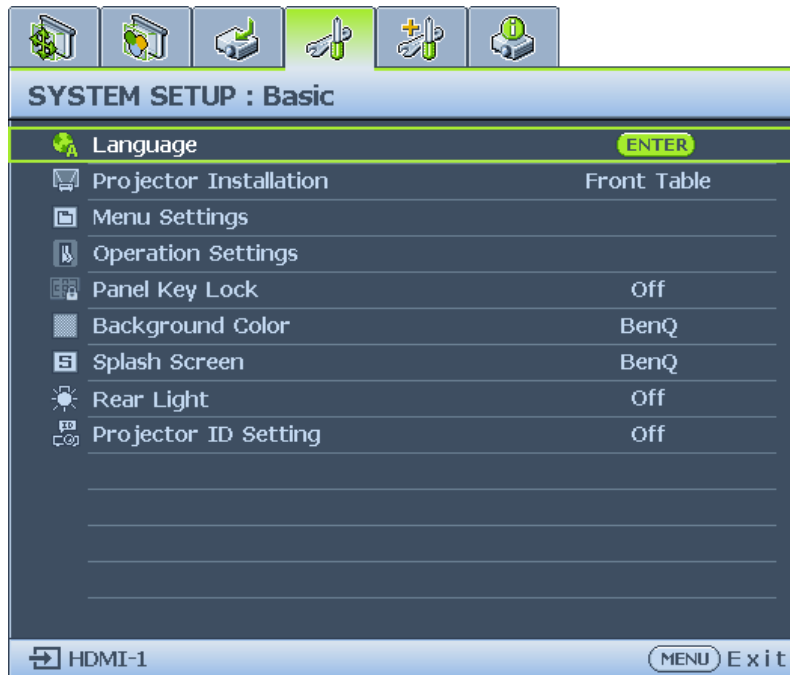 SYSTEM SETUP : Basic
Language ENTER
Projector Installation Front Table
Menu Settings
Operation Settings
Panel Key Lock Off
Background Color BenQ
Splash Screen BenQ
Rear Light Off
Projector ID Setting Off
HDMI-1 MENU Exit